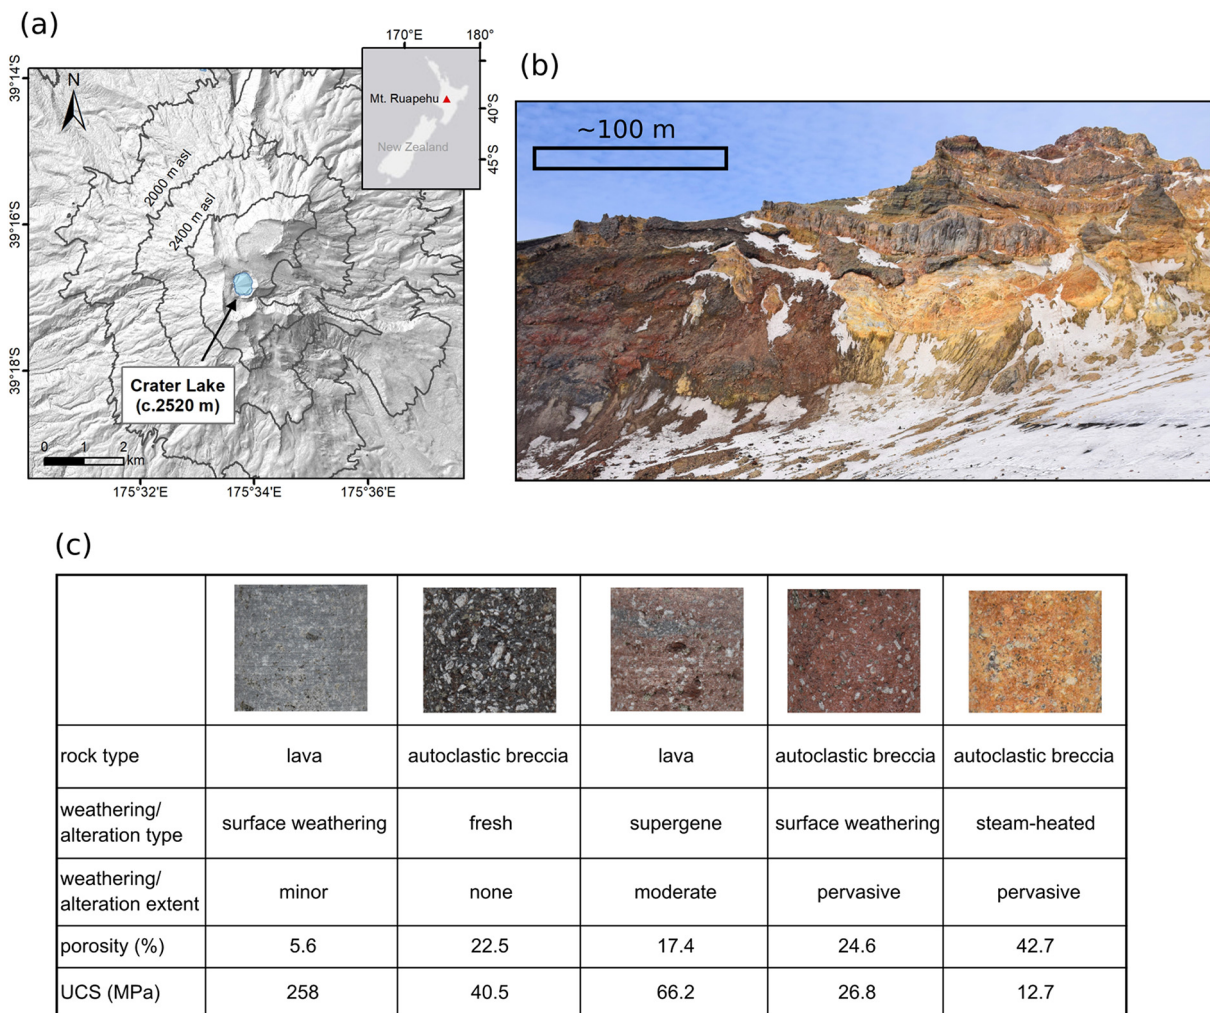 (a)
170°E 180°
39°14'S
N
Mt. Ruapehu
40°S
New Zealand
45°S
2000 m asl
2400 m asl
39°16'S
39°18'S
Crater Lake
(c.2520 m)
0 1 2
km
175°32'E 175°34'E 175°36'E
(b)
~100 m
(c)
rock type lava autoclastic breccia lava autoclastic breccia autoclastic breccia
weathering/
alteration type surface weathering fresh supergene surface weathering steam-heated
weathering/
alteration extent minor none moderate pervasive pervasive
porosity (%) 5.6 22.5 17.4 24.6 42.7
UCS (MPa) 258 40.5 66.2 26.8 12.7